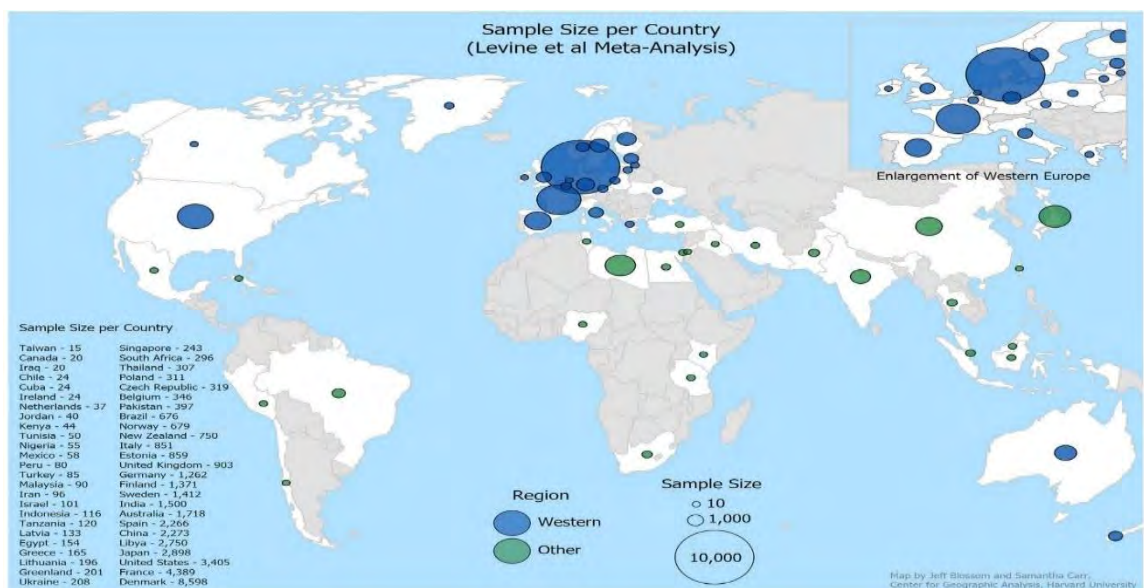 Sample Size per Country
(Levine et al Meta-Analysis)
Enlargement of Western Europe
Sample Size per Country
Taiwan - 15
Canada - 20
Iraq - 20
Chile - 24
Cuba - 24
Ireland - 24
Netherlands - 37
Jordan - 40
Kenya - 44
Tunisia - 50
Nigeria - 55
Mexico - 58
Peru - 80
Turkey - 85
Malaysia - 90
Iran - 96
Israel - 101
Indonesia - 116
Tanzania - 120
Latvia - 133
Egypt - 154
Greece - 165
Lithuania - 196
Greenland - 201
Ukraine - 208
Singapore - 243
South Africa - 296
Thailand - 307
Poland - 311
Czech Republic - 319
Belgium - 346
Pakistan - 397
Brazil - 676
Norway - 679
New Zealand - 750
Italy - 851
Estonia - 859
United Kingdom - 903
Germany - 1,262
Finland - 1,371
Sweden - 1,412
India - 1,500
Australia - 1,718
Spain - 2,266
China - 2,273
Libya - 2,750
Japan - 2,898
United States - 3,405
France - 4,389
Denmark - 8,598
Region
Western
Other
Sample Size
10
1,000
10,000
Map by Jeff Blossom and Samantha Carr,
Center for Geographic Analysis, Harvard University